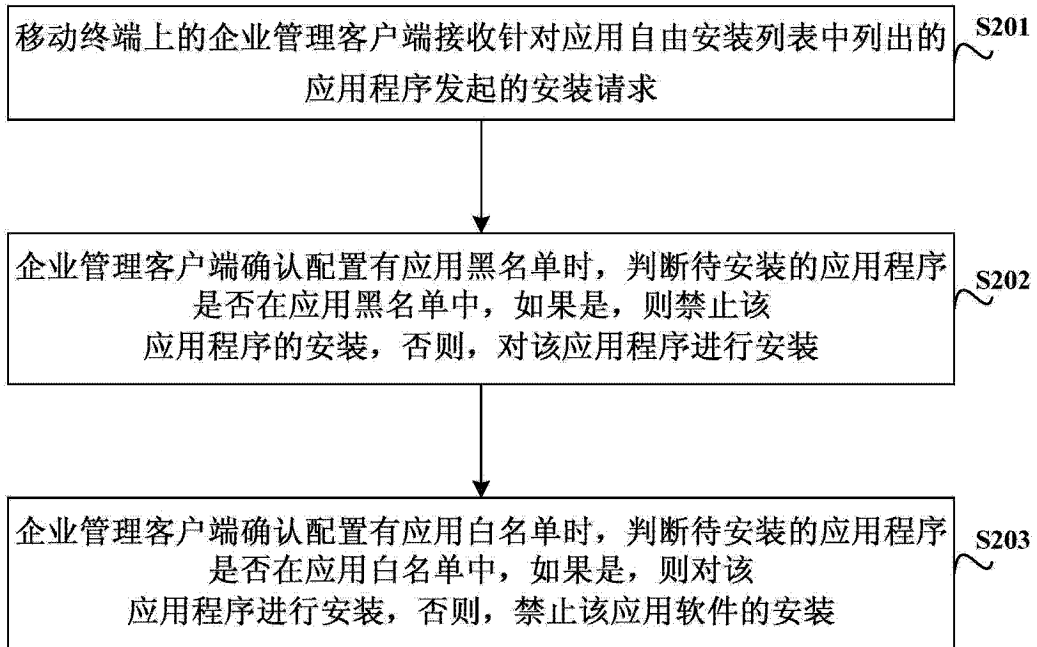 移动终端上的企业管理客户端接收针对应用自由安装列表中列出的
应用程序发起的安装请求
S201
企业管理客户端确认配置有应用黑名单时，判断待安装的应用程序
是否在应用黑名单中，如果是，则禁止该
应用程序的安装，否则，对该应用程序进行安装
S202
企业管理客户端确认配置有应用白名单时，判断待安装的应用程序
是否在应用白名单中，如果是，则对该
应用程序进行安装，否则，禁止该应用软件的安装
S203